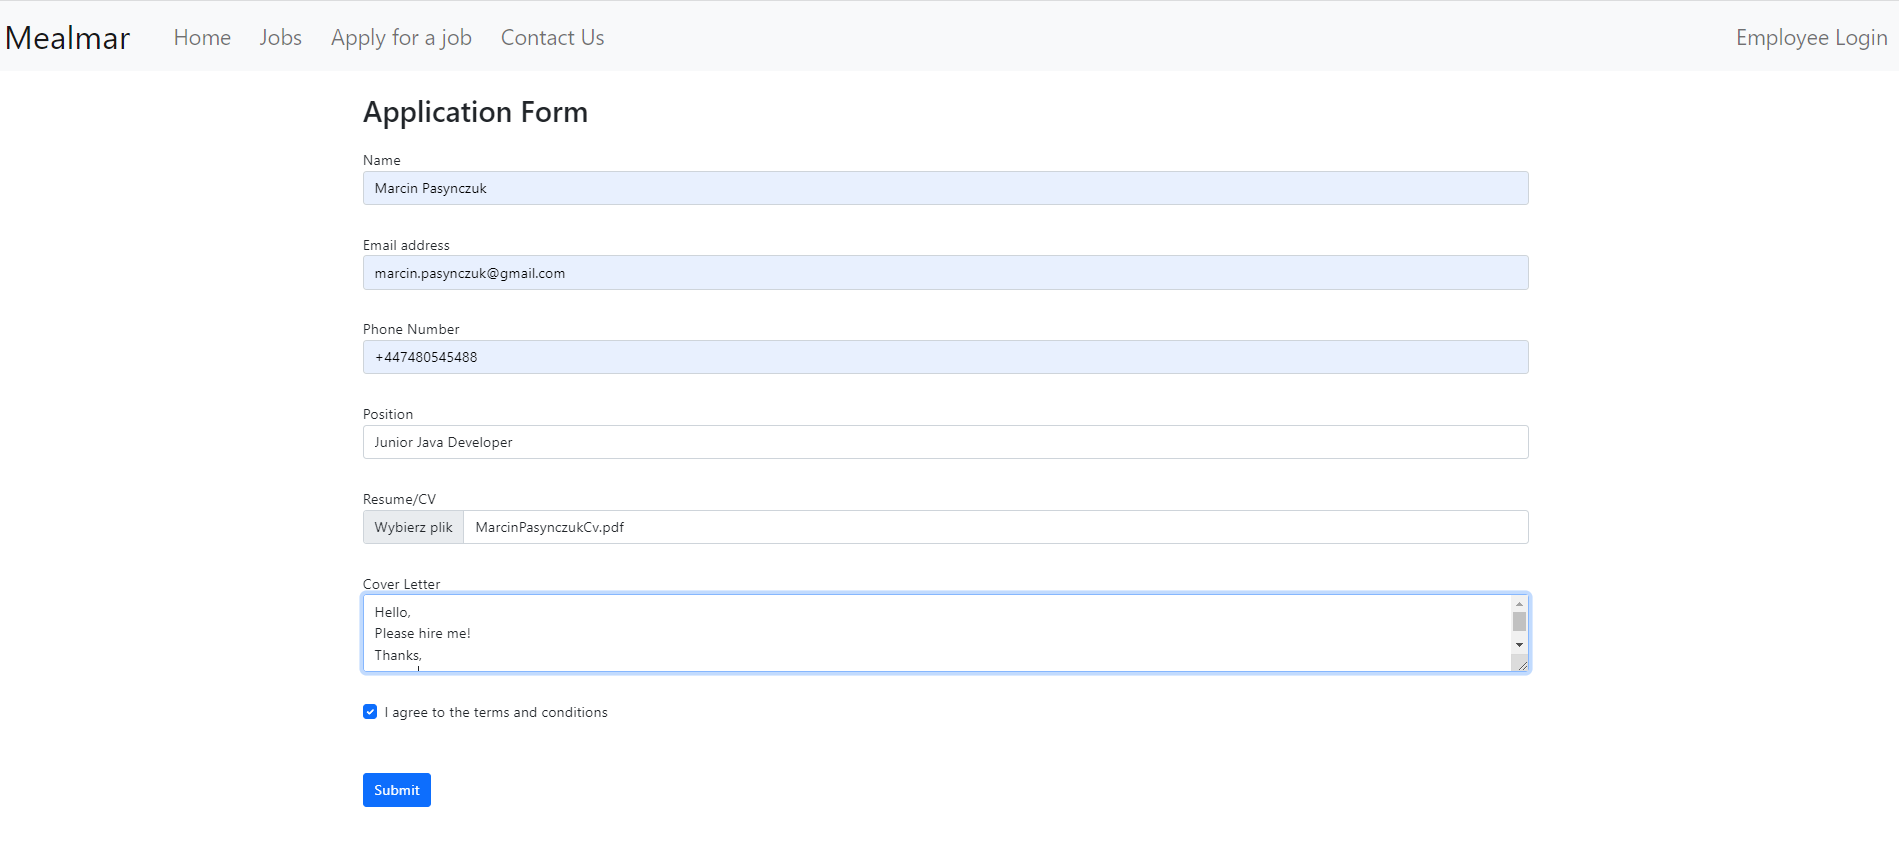 Mealmar Home Jobs Apply for a job Contact Us Employee Login
Application Form
Name
Marcin Pasynczuk
Email address
marcin.pasynczuk@gmail.com
Phone Number
+447480545488
Position
Junior Java Developer
Resume/CV
Wybierz plik MarcinPasynczukCv.pdf
Cover Letter
Hello,
Please hire me!
Thanks,
I agree to the terms and conditions
Submit